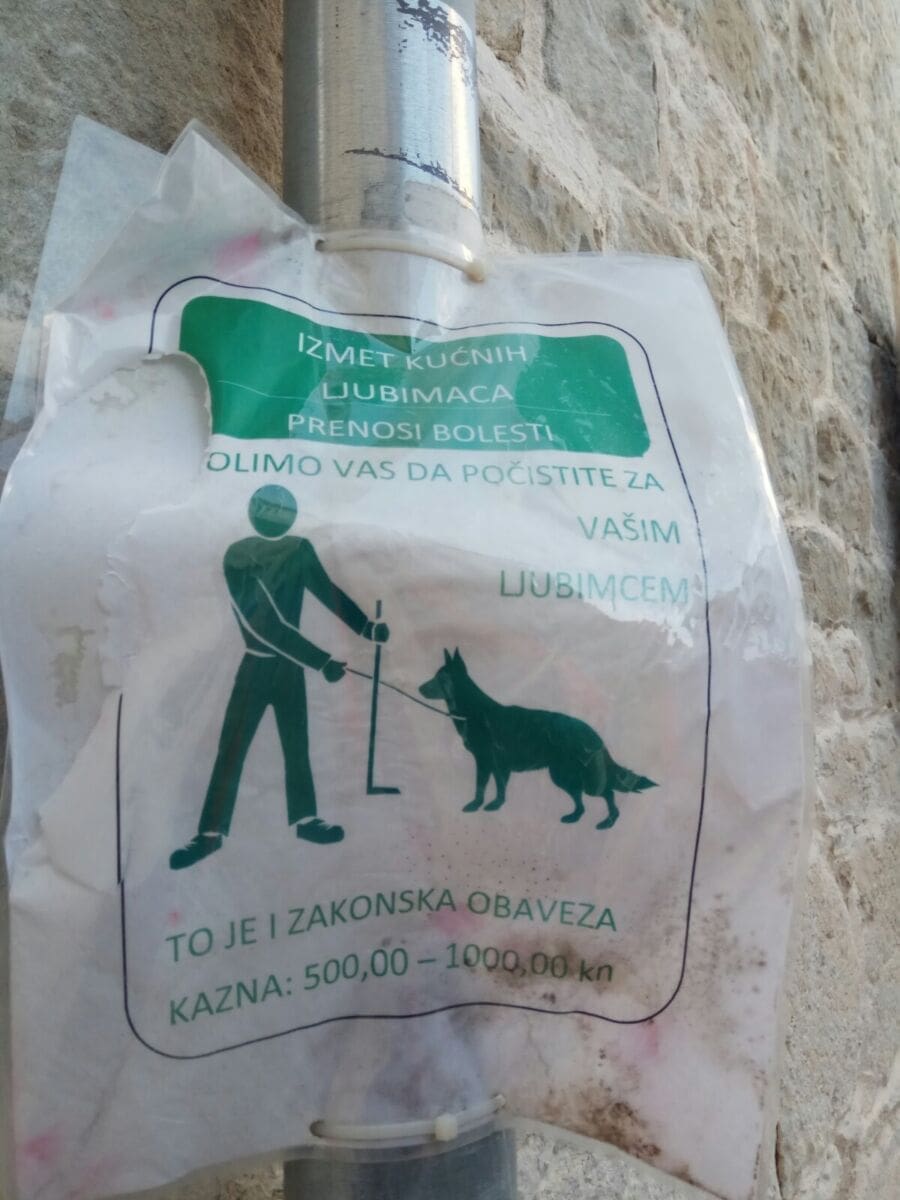 IZMET KUĆNIH
LJUBIMACA
PRENOSI BOLESTI
OLIMO VAS DA POČISTITE ZA
VAŠIM
LJUBIMCEM
TO JE I ZAKONSKA OBAVEZA
KAZNA: 500,00 – 1000,00 kn